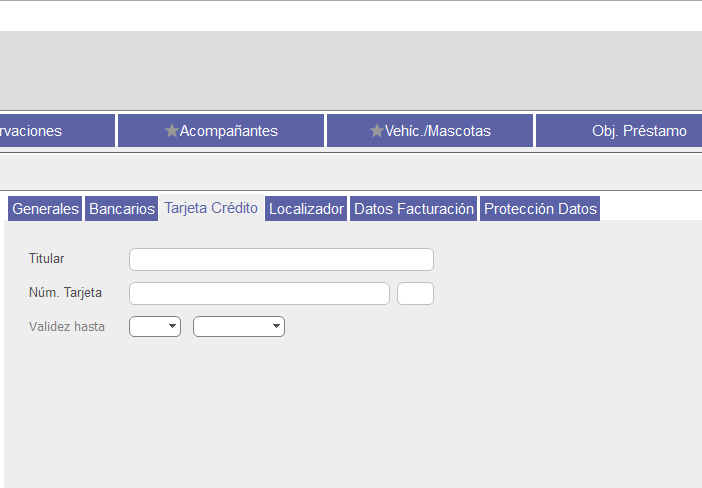 rvaciones ★Acompañantes ★Vehíc./Mascotas Obj. Préstamo
Generales Bancarios Tarjeta Crédito Localizador Datos Facturación Protección Datos
Titular
Núm. Tarjeta
Validez hasta